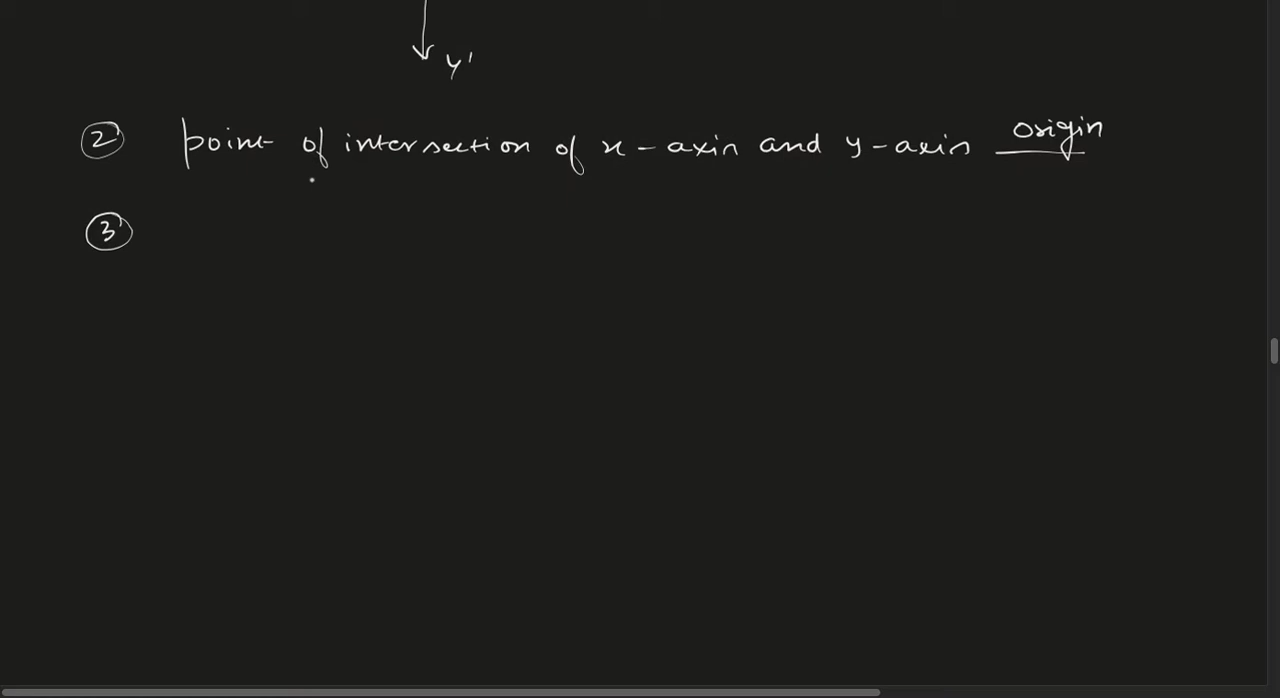 y'
② point of intersection of x-axis and y-axis origin
③